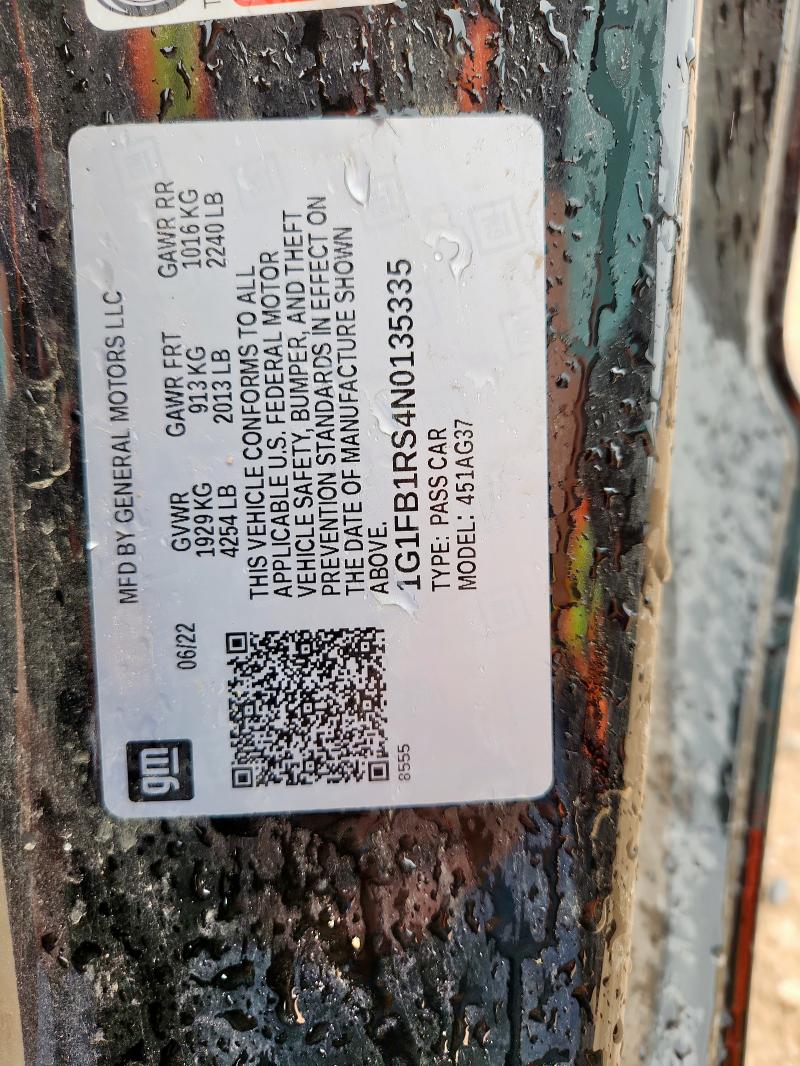 gm
MFD BY GENERAL MOTORS LLC
06/22
GVWR GAWR FRT GAWR RR
1929 KG 913 KG 1016 KG
4254 LB 2013 LB 2240 LB
THIS VEHICLE CONFORMS TO ALL
APPLICABLE U.S. FEDERAL MOTOR
VEHICLE SAFETY, BUMPER, AND THEFT
PREVENTION STANDARDS IN EFFECT ON
THE DATE OF MANUFACTURE SHOWN
ABOVE.
1G1FB1RS4N0135335
TYPE: PASS CAR
MODEL: 451AG37
8555